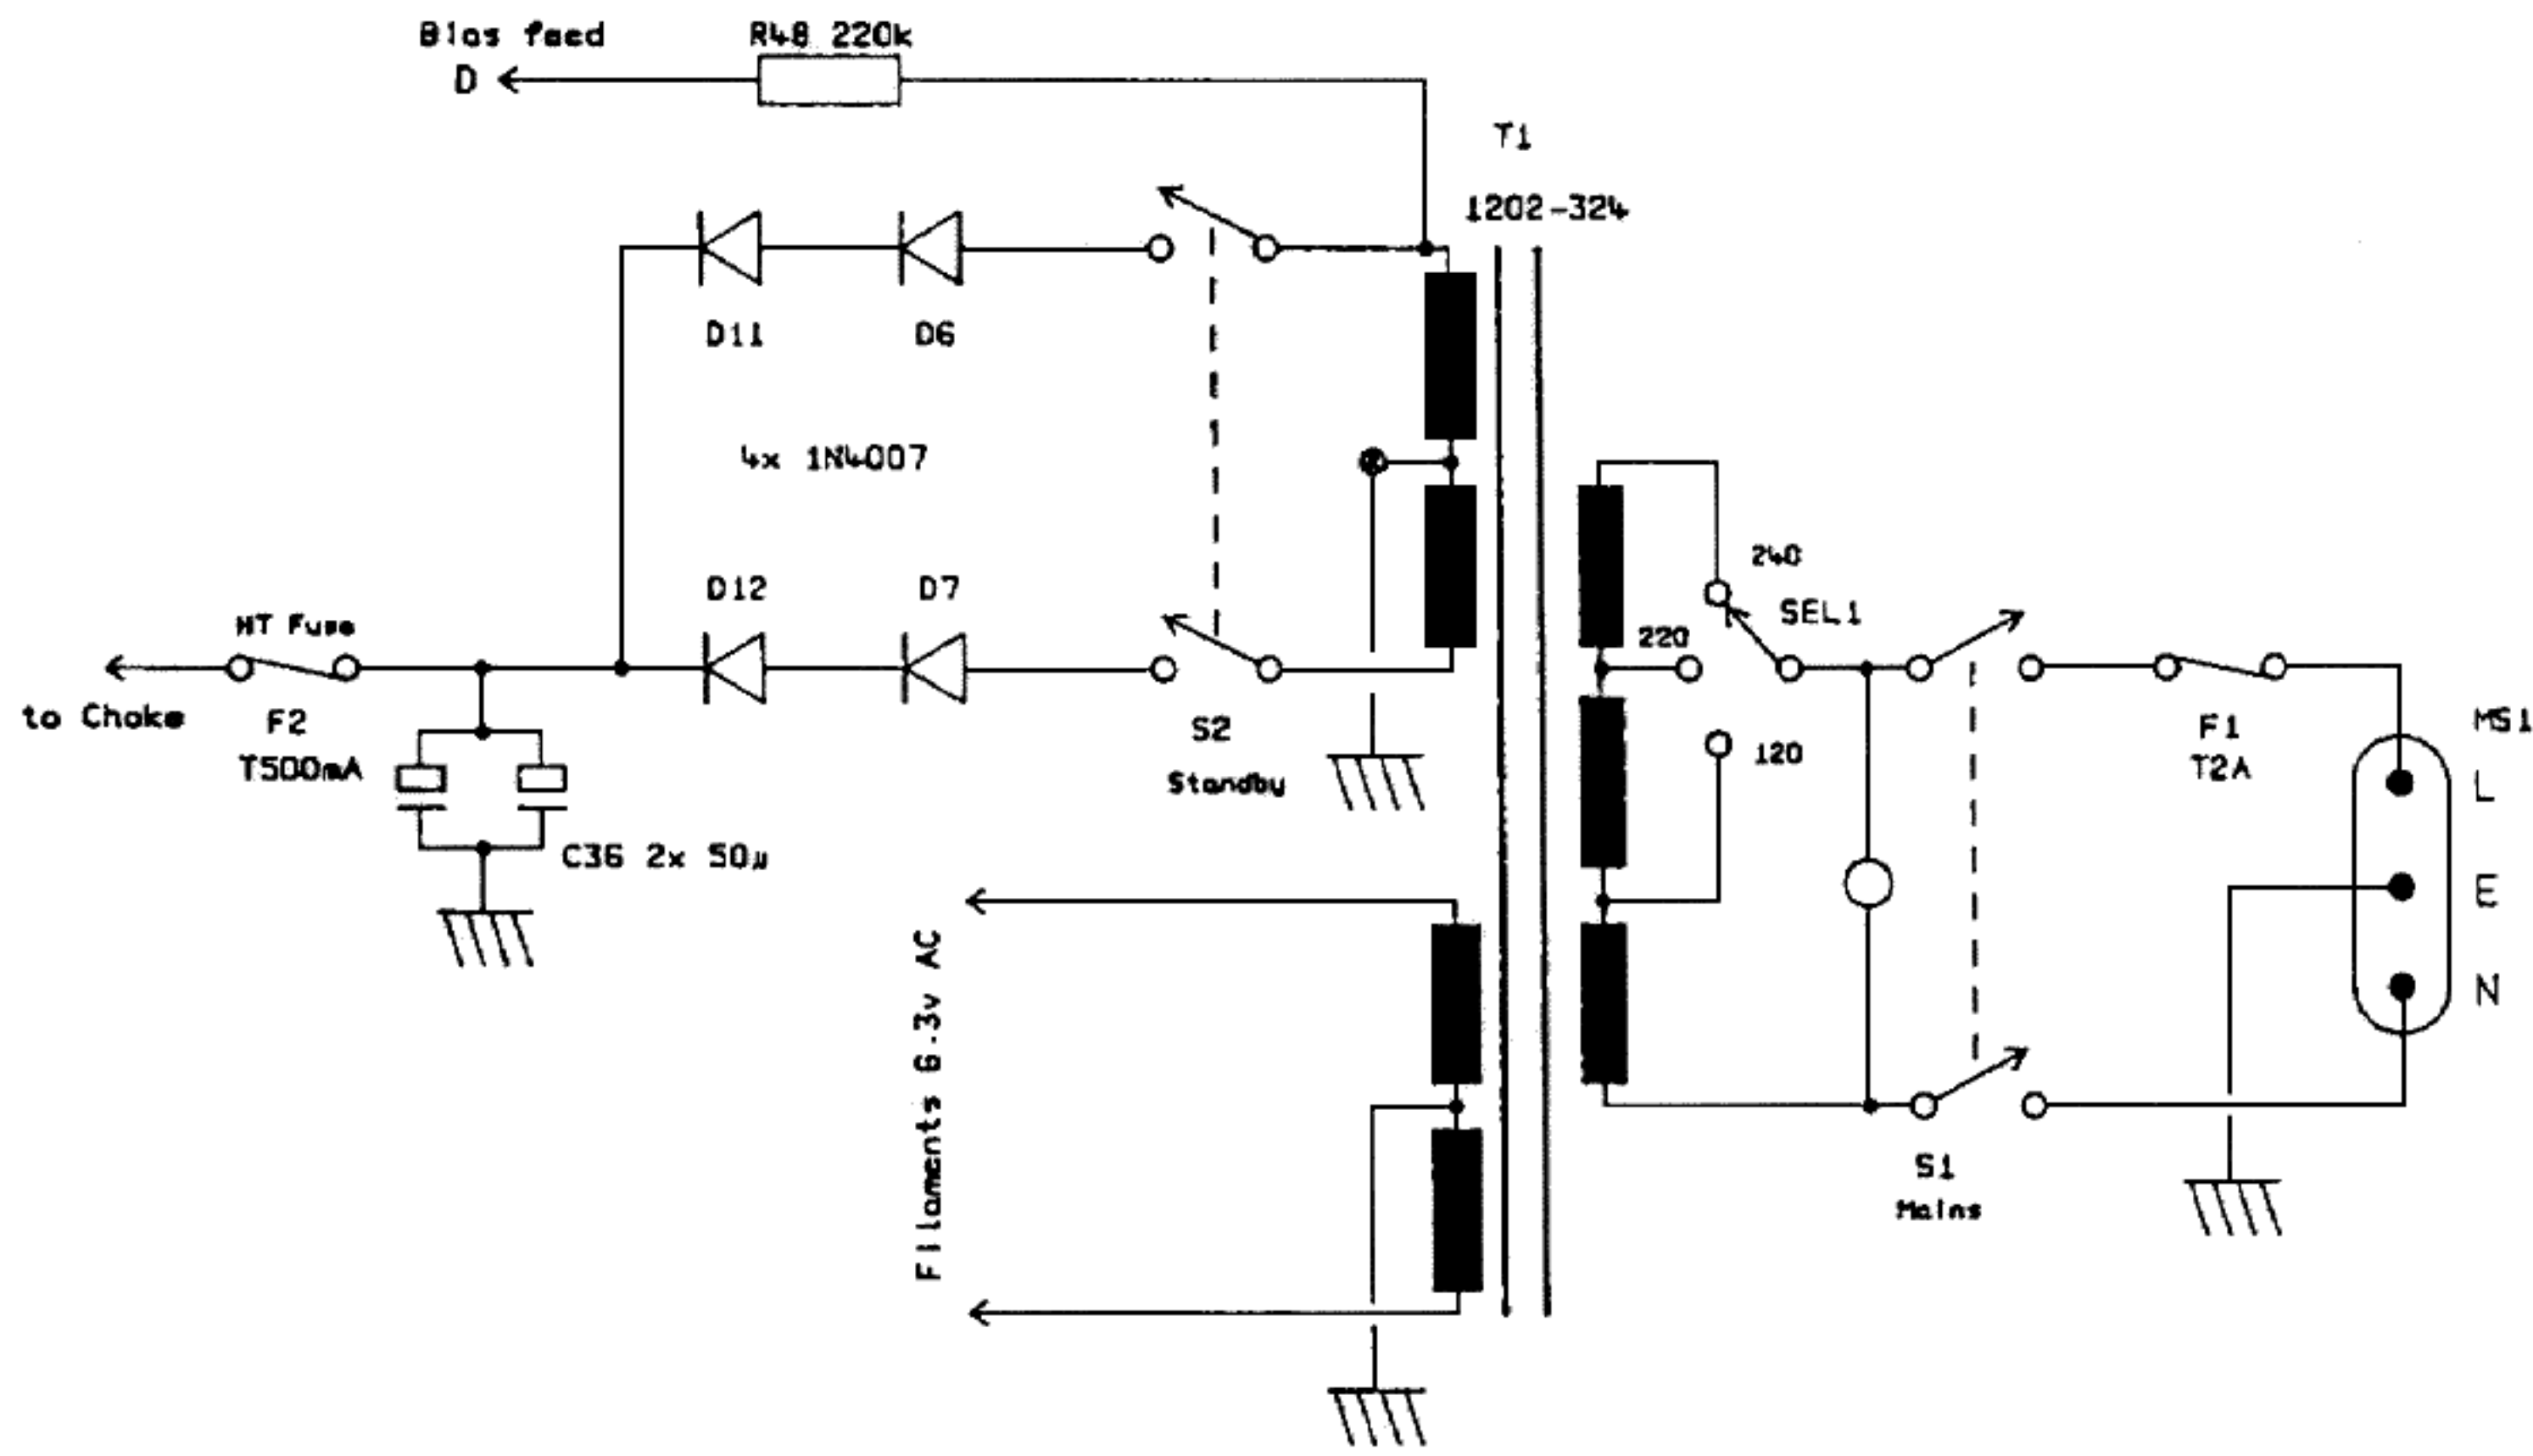 Bias feed
R48 220k
D
T1
1202-324
D11
D6
4x 1N4007
240
D12
D7
SEL1
HT Fuse
220
to Choke
F2
T500mA
S2
Standby
120
F1
T2A
MS1
L
C36 2x 50µ
E
Filaments 6.3v AC
N
S1
Mains